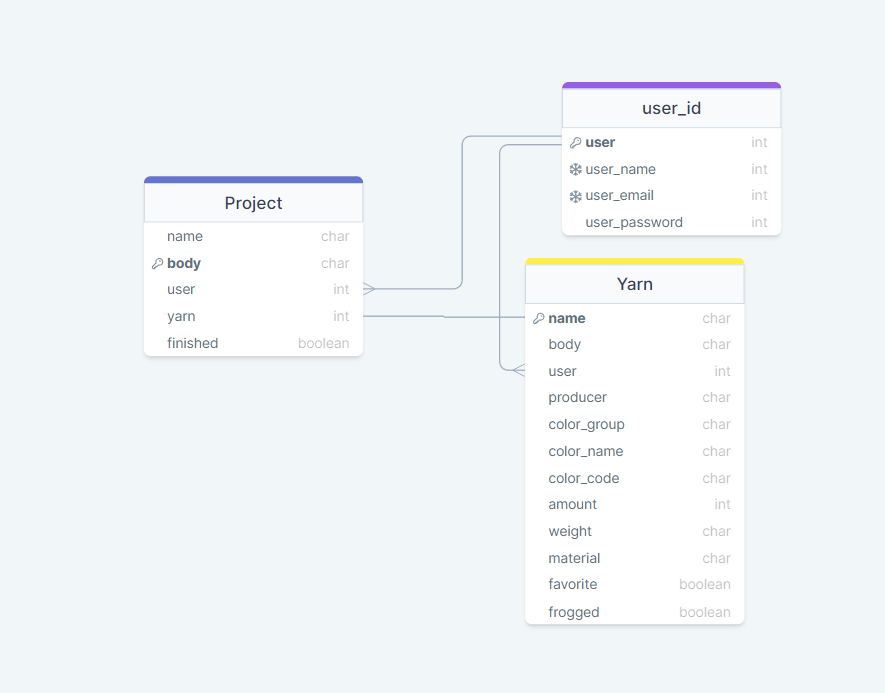 Project
name char
body char
user int
yarn int
finished boolean
user_id
user int
user_name int
user_email int
user_password int
Yarn
name char
body char
user int
producer char
color_group char
color_name char
color_code char
amount int
weight char
material char
favorite boolean
frogged boolean